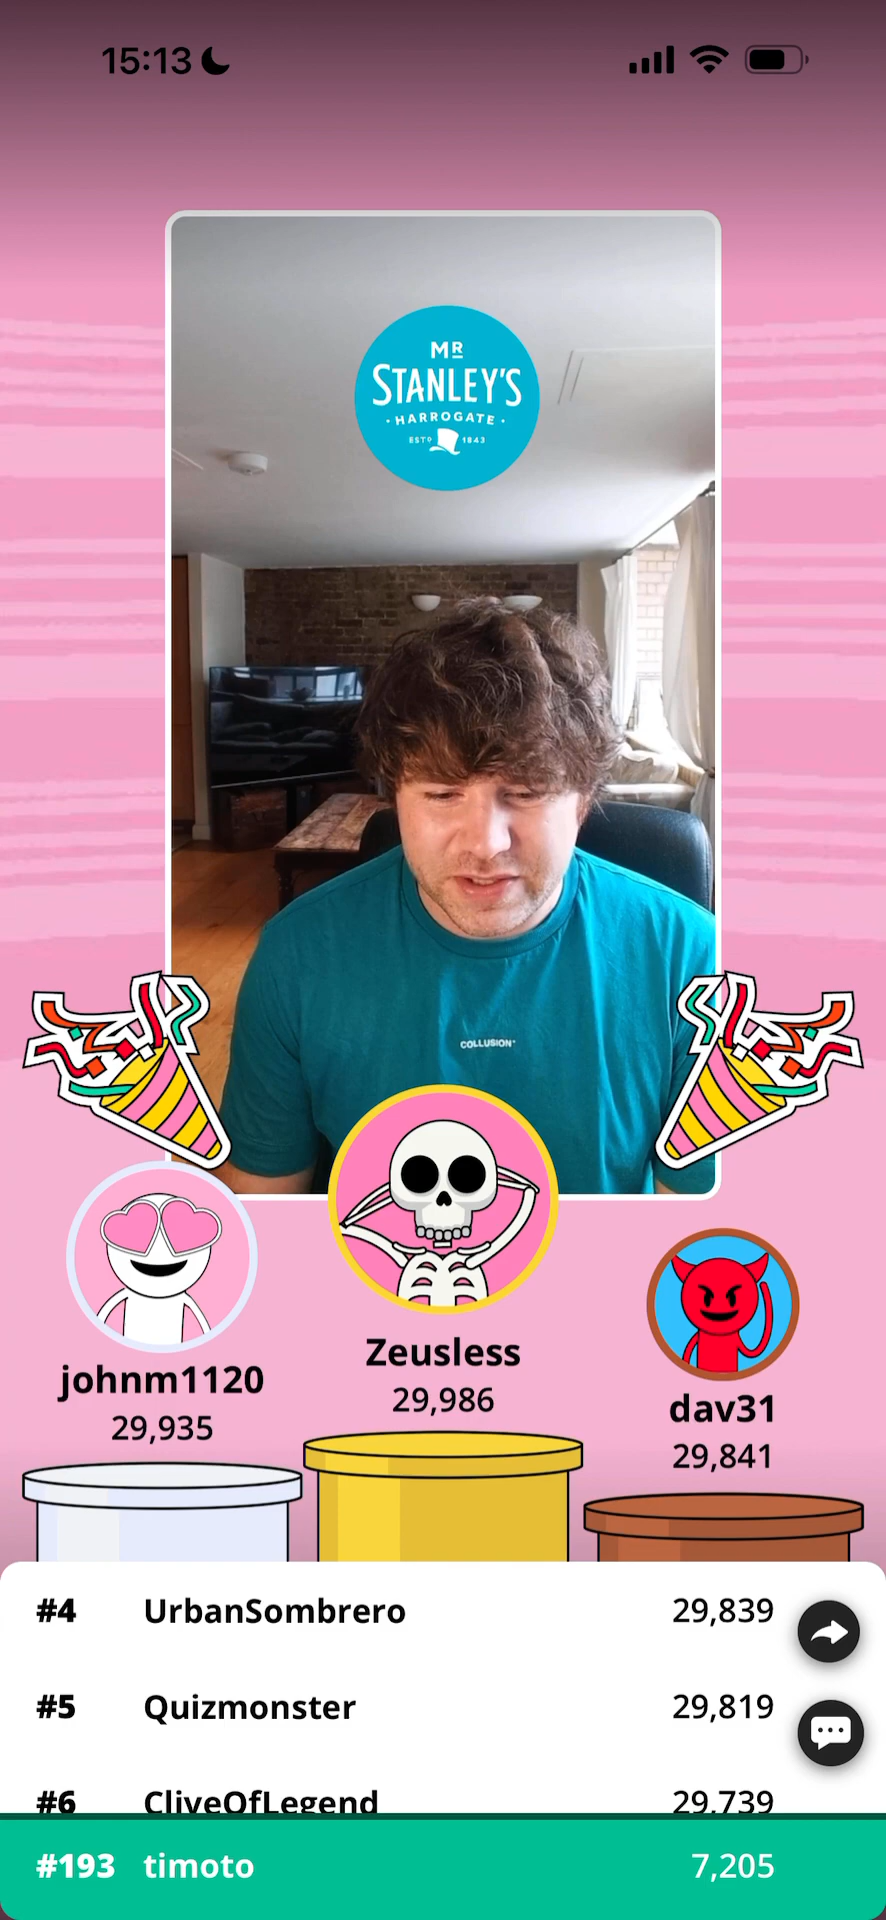 15:13
MR
STANLEY'S
· HARROGATE ·
ESTD 1843
COLLUSION
Zeusless
29,986
johnm1120
29,935
dav31
29,841
#4 UrbanSombrero 29,839
#5 Quizmonster 29,819
#6 CliveOfLegend 29,739
#193 timoto 7,205